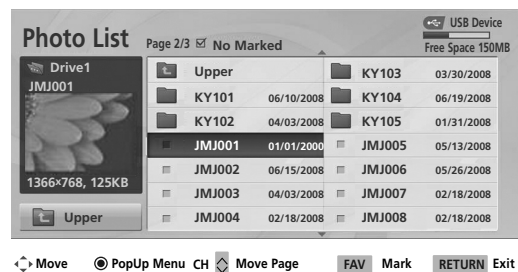 USB Device
Photo List
Page 2/3 No Marked
Free Space 150MB
Drive1
JMJ001
1366×768, 125KB
Upper
Upper
KY101 06/10/2008
KY102 04/03/2008
JMJ001 01/01/2000
JMJ002 06/15/2008
JMJ003 04/03/2008
JMJ004 02/18/2008
KY103 03/30/2008
KY104 06/19/2008
KY105 01/31/2008
JMJ005 05/13/2008
JMJ006 05/26/2008
JMJ007 02/18/2008
JMJ008 02/18/2008
Move PopUp Menu CH Move Page FAV Mark RETURN Exit